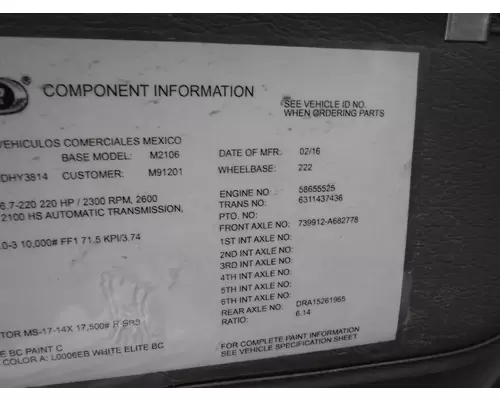 R®
COMPONENT INFORMATION
SEE VEHICLE ID NO.
WHEN ORDERING PARTS
VEHICULOS COMERCIALES MEXICO
BASE MODEL: M2106
DHY3814 CUSTOMER: M91201
DATE OF MFR: 02/16
WHEELBASE: 222
6.7-220 220 HP / 2300 RPM, 2600
2100 HS AUTOMATIC TRANSMISSION,
.0-3 10,000# FF1 71.5 KPI/3.74
ENGINE NO: 58655525
TRANS NO: 6311437436
PTO. NO:
FRONT AXLE NO: 739912-A682778
1ST INT AXLE NO:
2ND INT AXLE NO:
3RD INT AXLE NO:
4TH INT AXLE NO:
5TH INT AXLE NO:
6TH INT AXLE NO:
REAR AXLE NO: DRA15261965
RATIO: 6.14
TOR MS-17-14X 17,500# R-SRS
E BC PAINT C
COLOR A: L0006EB WHITE ELITE BC
FOR COMPLETE PAINT INFORMATION
SEE VEHICLE SPECIFICATION SHEET